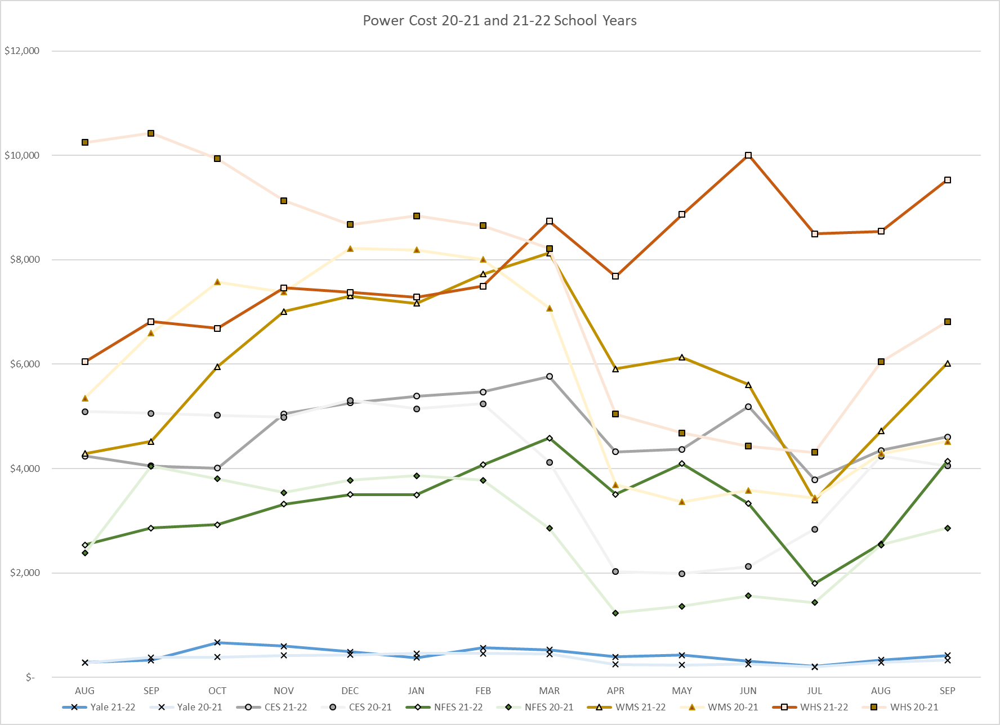 Power Cost 20-21 and 21-22 School Years
$12,000
$10,000
$8,000
$6,000
$4,000
$2,000
$-
AUG SEP OCT NOV DEC JAN FEB MAR APR MAY JUN JUL AUG SEP
Yale 21-22 Yale 20-21 CES 21-22 CES 20-21 NFES 21-22 NFES 20-21 WMS 21-22 WMS 20-21 WHS 21-22 WHS 20-21